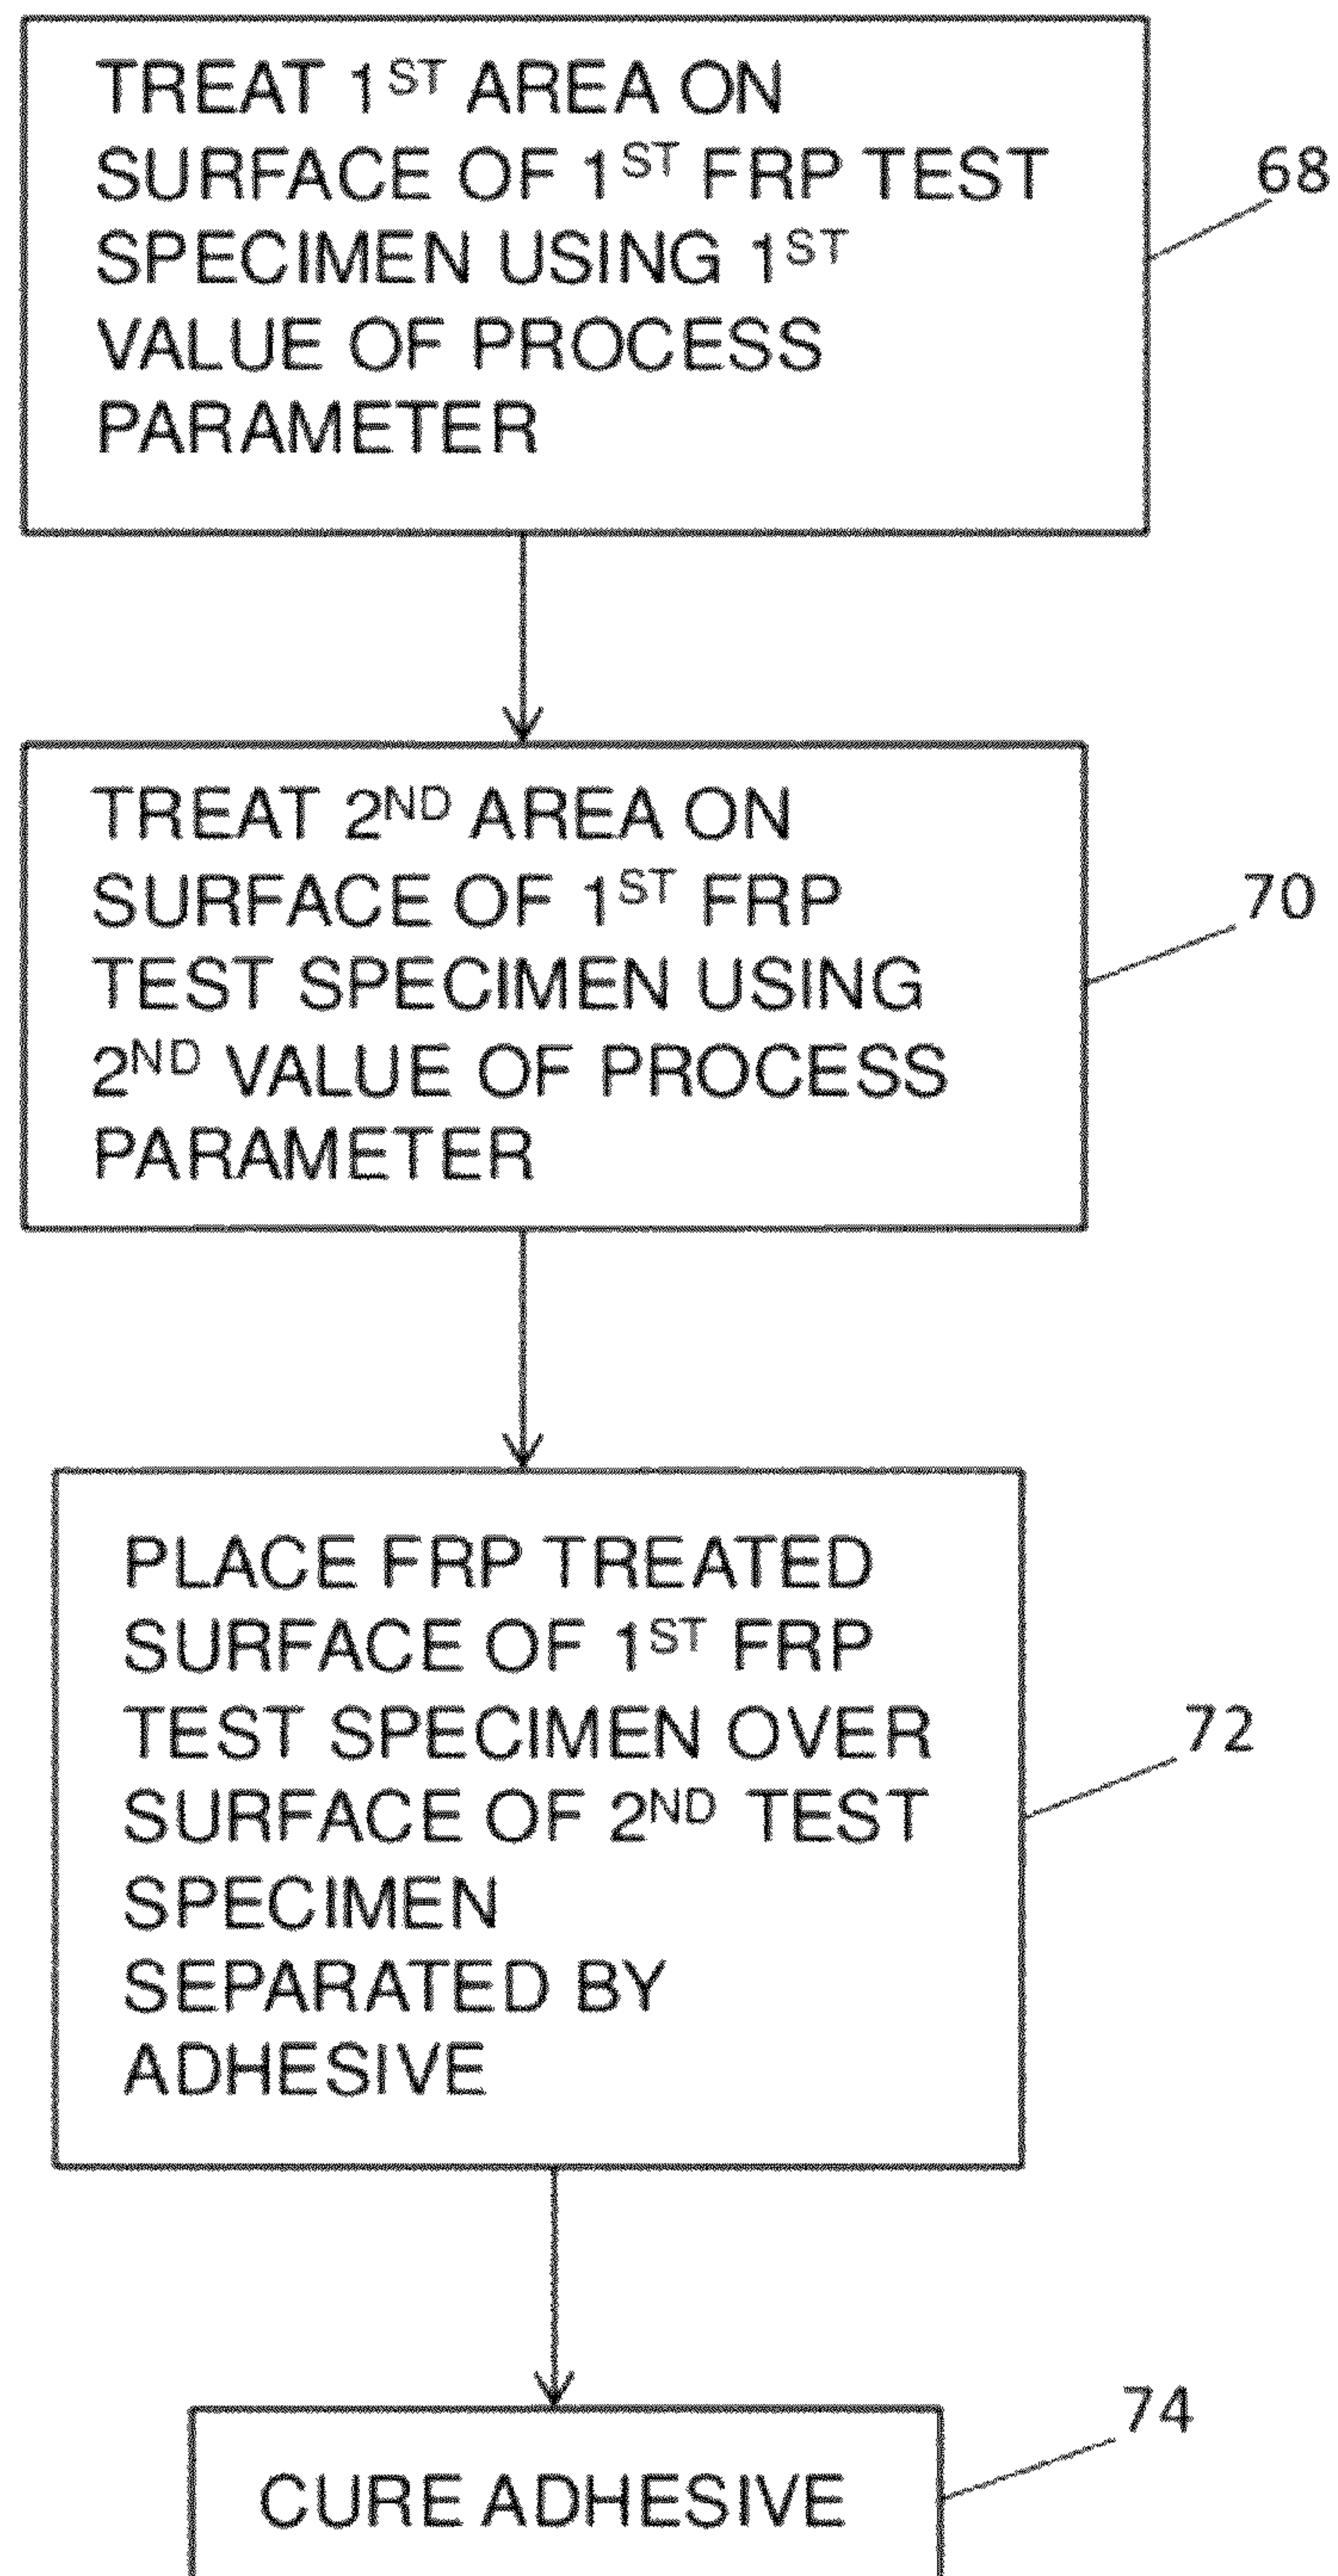 TREAT 1ST AREA ON
SURFACE OF 1ST FRP TEST
SPECIMEN USING 1ST
VALUE OF PROCESS
PARAMETER
68
TREAT 2ND AREA ON
SURFACE OF 1ST FRP
TEST SPECIMEN USING
2ND VALUE OF PROCESS
PARAMETER
70
PLACE FRP TREATED
SURFACE OF 1ST FRP
TEST SPECIMEN OVER
SURFACE OF 2ND TEST
SPECIMEN
SEPARATED BY
ADHESIVE
72
CURE ADHESIVE
74